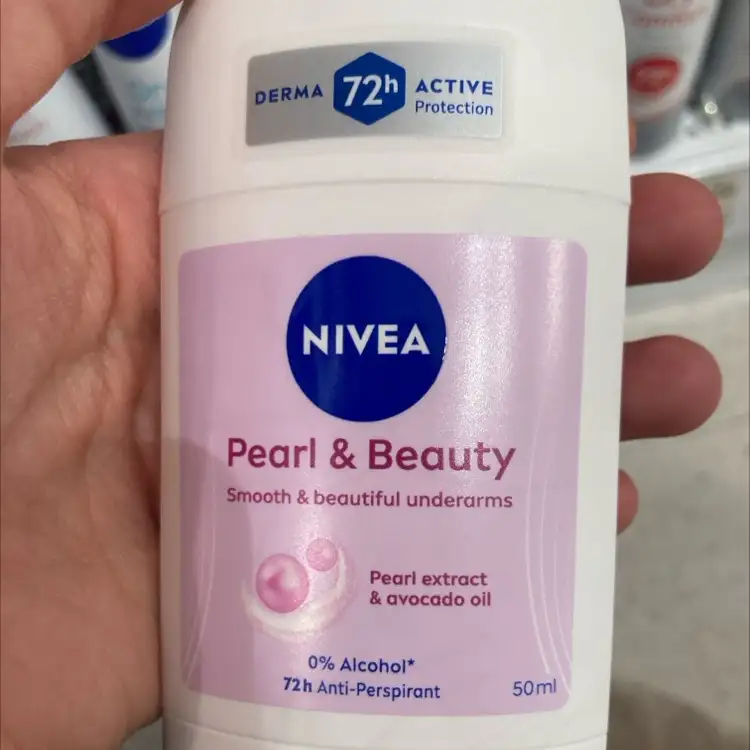 DERMA 72h ACTIVE
Protection
NIVEA
Pearl & Beauty
Smooth & beautiful underarms
Pearl extract
& avocado oil
0% Alcohol*
72h Anti-Perspirant
50ml